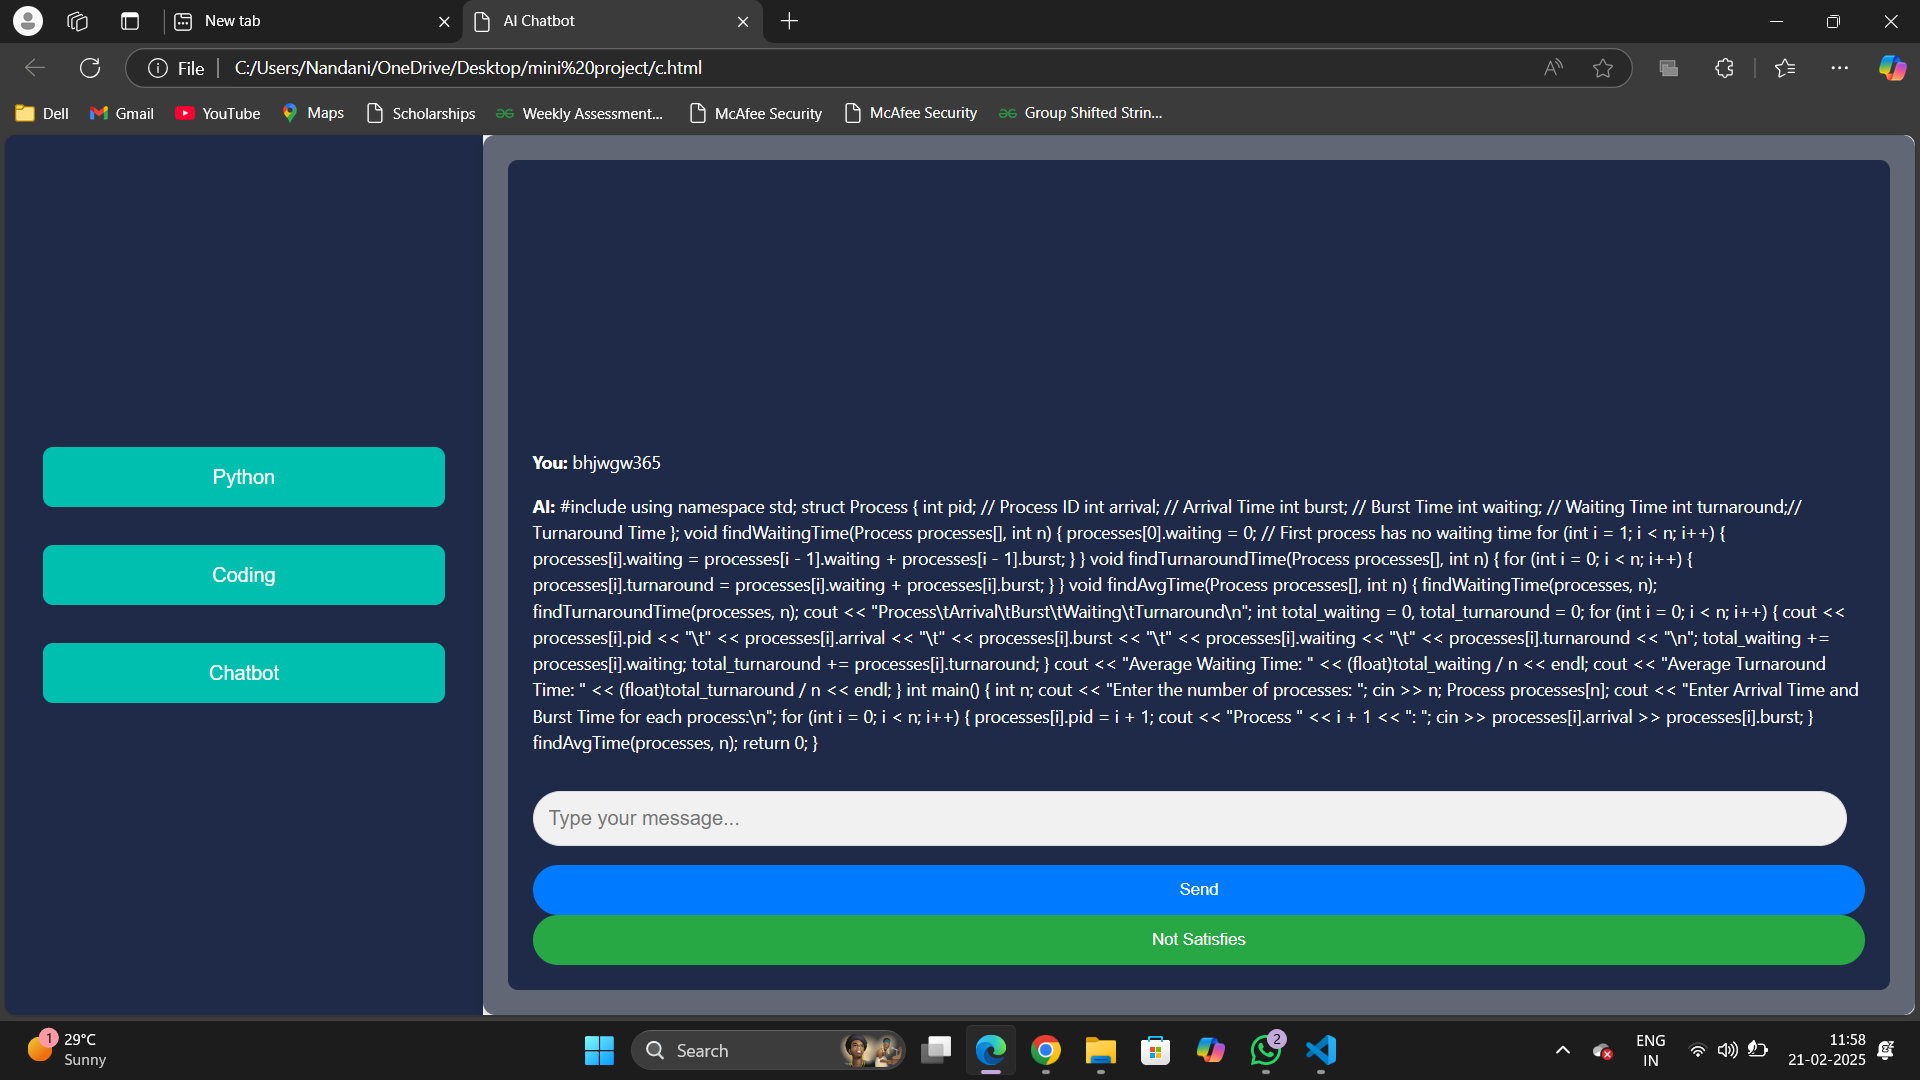 New tab
AI Chatbot
File
C:/Users/Nandani/OneDrive/Desktop/mini%20project/c.html
Dell
Gmail
YouTube
Maps
Scholarships
Weekly Assessment...
McAfee Security
McAfee Security
Group Shifted Strin...
Python
Coding
Chatbot
You: bhjwgw365
AI: #include using namespace std; struct Process { int pid; // Process ID int arrival; // Arrival Time int burst; // Burst Time int waiting; // Waiting Time int turnaround;//
Turnaround Time }; void findWaitingTime(Process processes[], int n) { processes[0].waiting = 0; // First process has no waiting time for (int i = 1; i < n; i++) {
processes[i].waiting = processes[i - 1].waiting + processes[i - 1].burst; } } void findTurnaroundTime(Process processes[], int n) { for (int i = 0; i < n; i++) {
processes[i].turnaround = processes[i].waiting + processes[i].burst; } } void findAvgTime(Process processes[], int n) { findWaitingTime(processes, n);
findTurnaroundTime(processes, n); cout << "Process\tArrival\tBurst\tWaiting\tTurnaround\n"; int total_waiting = 0, total_turnaround = 0; for (int i = 0; i < n; i++) { cout <<
processes[i].pid << "\t" << processes[i].arrival << "\t" << processes[i].burst << "\t" << processes[i].waiting << "\t" << processes[i].turnaround << "\n"; total_waiting +=
processes[i].waiting; total_turnaround += processes[i].turnaround; } cout << "Average Waiting Time: " << (float)total_waiting / n << endl; cout << "Average Turnaround
Time: " << (float)total_turnaround / n << endl; } int main() { int n; cout << "Enter the number of processes: "; cin >> n; Process processes[n]; cout << "Enter Arrival Time and
Burst Time for each process:\n"; for (int i = 0; i < n; i++) { processes[i].pid = i + 1; cout << "Process " << i + 1 << ": "; cin >> processes[i].arrival >> processes[i].burst; }
findAvgTime(processes, n); return 0; }
Type your message...
Send
Not Satisfies
1
29°C
Sunny
Search
2
ENG
IN
11:58
21-02-2025